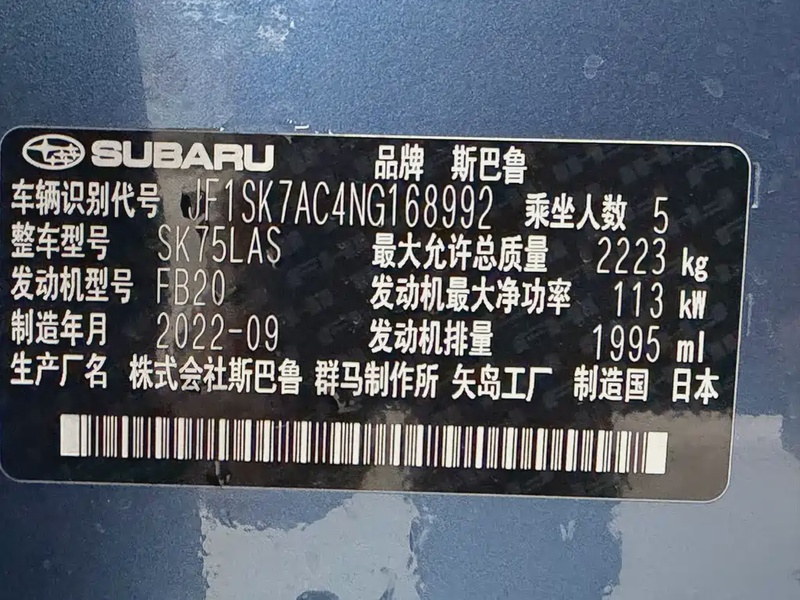 SUBARU 品牌 斯巴鲁
车辆识别代号 JF1SK7AC4NG168992 乘坐人数 5
整车型号 SK75LAS 最大允许总质量 2223 kg
发动机型号 FB20 发动机最大净功率 113 kW
制造年月 2022-09 发动机排量 1995 ml
生产厂名 株式会社斯巴鲁 群马制作所 矢岛工厂 制造国 日本